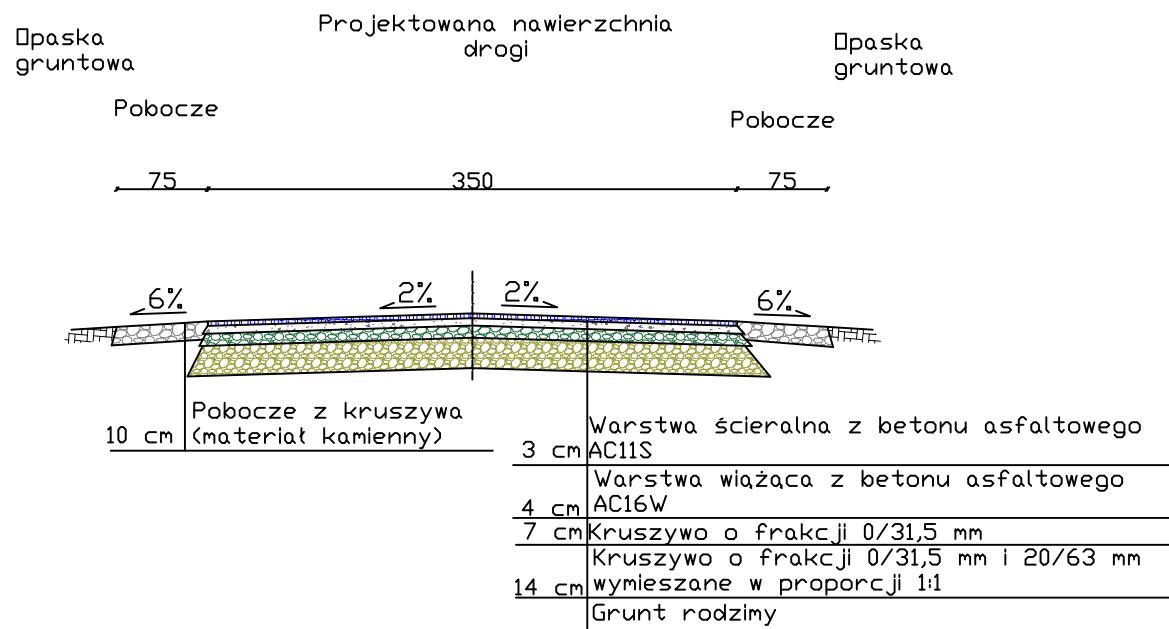 Projektowana nawierzchnia
drogi
Opaska
gruntowa
Opaska
gruntowa
Pobocze
Pobocze
75
350
75
6%
2%
2%
6%
10 cm
Pobocze z kruszywa
(materiał kamienny)
Warstwa ścieralna z betonu asfaltowego
3 cm AC11S
Warstwa wiążąca z betonu asfaltowego
4 cm AC16W
7 cm Kruszywo o frakcji 0/31,5 mm
Kruszywo o frakcji 0/31,5 mm i 20/63 mm
14 cm wymieszane w proporcji 1:1
Grunt rodzimy